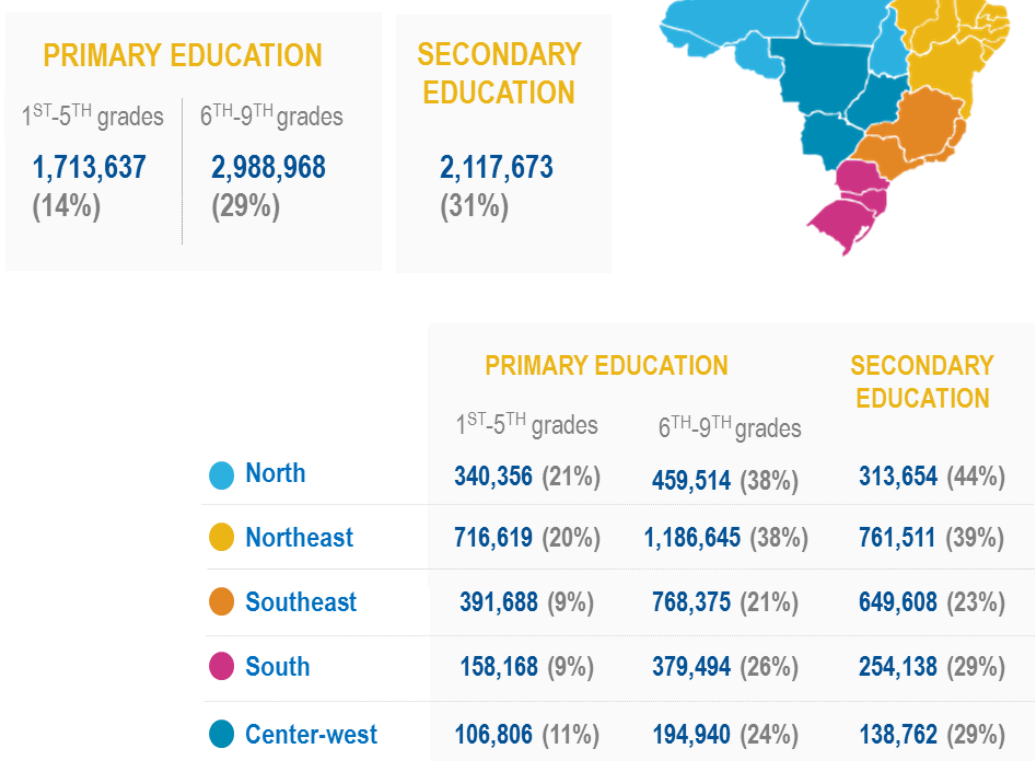 PRIMARY EDUCATION
1ST-5TH grades
6TH-9TH grades
1,713,637
(14%)
2,988,968
(29%)
SECONDARY
EDUCATION
2,117,673
(31%)
PRIMARY EDUCATION
SECONDARY
EDUCATION
1ST-5TH grades
6TH-9TH grades
North 340,356 (21%) 459,514 (38%) 313,654 (44%)
Northeast 716,619 (20%) 1,186,645 (38%) 761,511 (39%)
Southeast 391,688 (9%) 768,375 (21%) 649,608 (23%)
South 158,168 (9%) 379,494 (26%) 254,138 (29%)
Center-west 106,806 (11%) 194,940 (24%) 138,762 (29%)